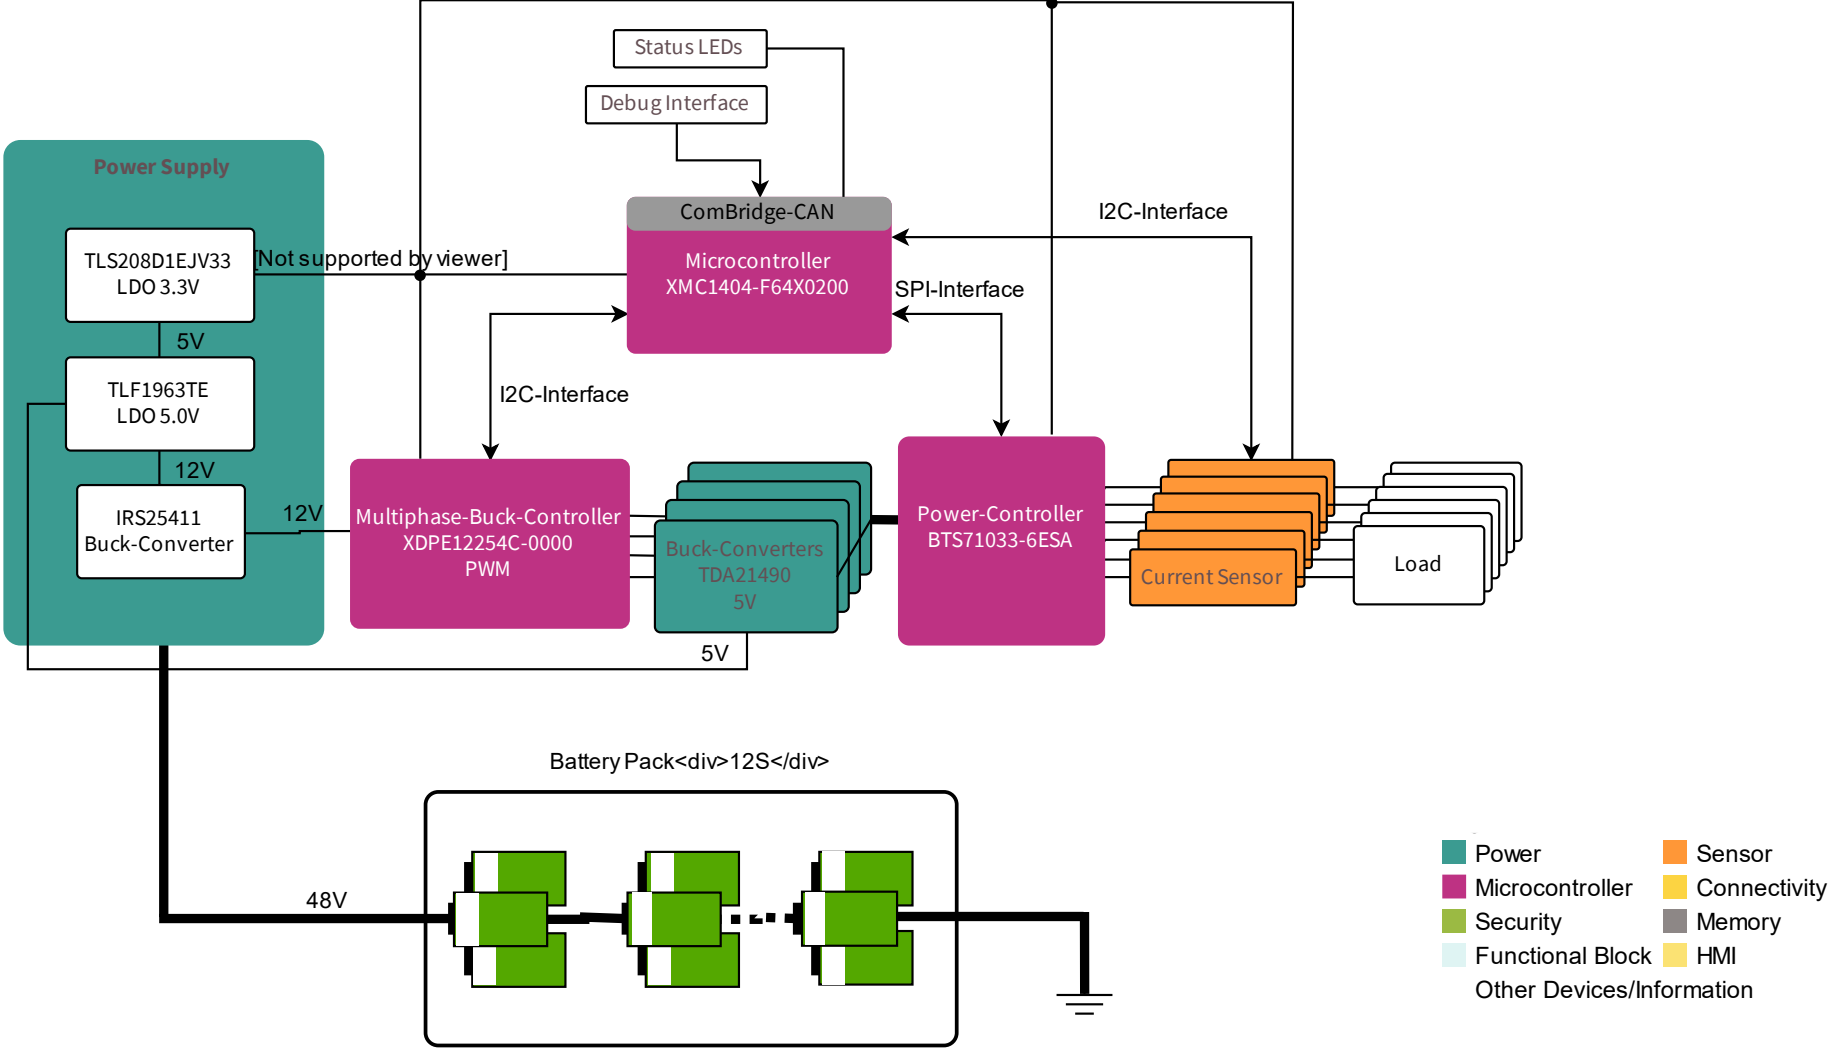 Status LEDs
Debug Interface
Power Supply
ComBridge-CAN
I2C-Interface
TLS208D1EJV33
LDO 3.3V
[Not supported by viewer]
Microcontroller
XMC1404-F64X0200
SPI-Interface
5V
TLF1963TE
LDO 5.0V
I2C-Interface
12V
IRS25411
Buck-Converter
12V
Multiphase-Buck-Controller
XDPE12254C-0000
PWM
Buck-Converters
TDA21490
5V
Power-Controller
BTS71033-6ESA
Current Sensor
Load
5V
Battery Pack<div>12S</div>
48V
Power
Sensor
Microcontroller
Connectivity
Security
Memory
Functional Block
HMI
Other Devices/Information